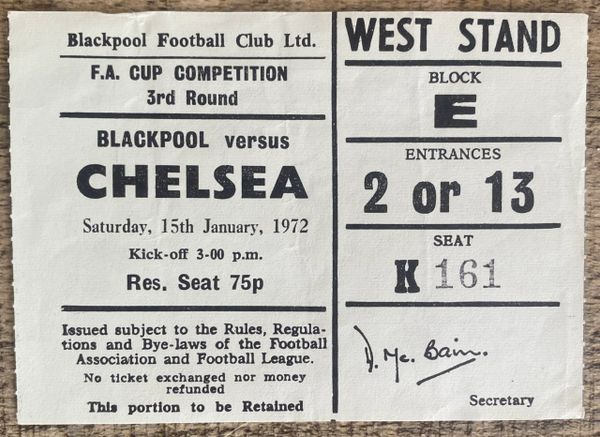 Blackpool Football Club Ltd.
F.A. CUP COMPETITION
3rd Round
BLACKPOOL versus
CHELSEA
Saturday, 15th January, 1972
Kick-off 3-00 p.m.
Res. Seat 75p
Issued subject to the Rules, Regula-
tions and Bye-laws of the Football
Association and Football League.
No ticket exchanged nor money
refunded
This portion to be Retained
WEST STAND
BLOCK
E
ENTRANCES
2 or 13
SEAT
K 161
D. Mc. Bain.
Secretary